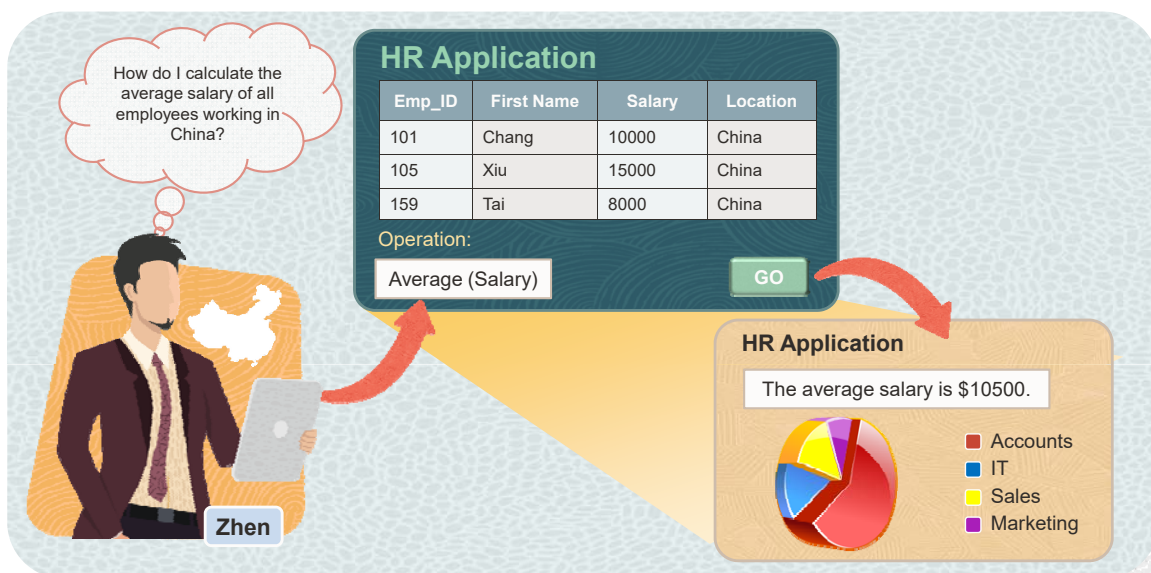 How do I calculate the
average salary of all
employees working in
China?
HR Application
Emp_ID First Name Salary Location
101 Chang 10000 China
105 Xiu 15000 China
159 Tai 8000 China
Operation:
Average (Salary)
GO
Zhen
HR Application
The average salary is $10500.
Accounts
IT
Sales
Marketing